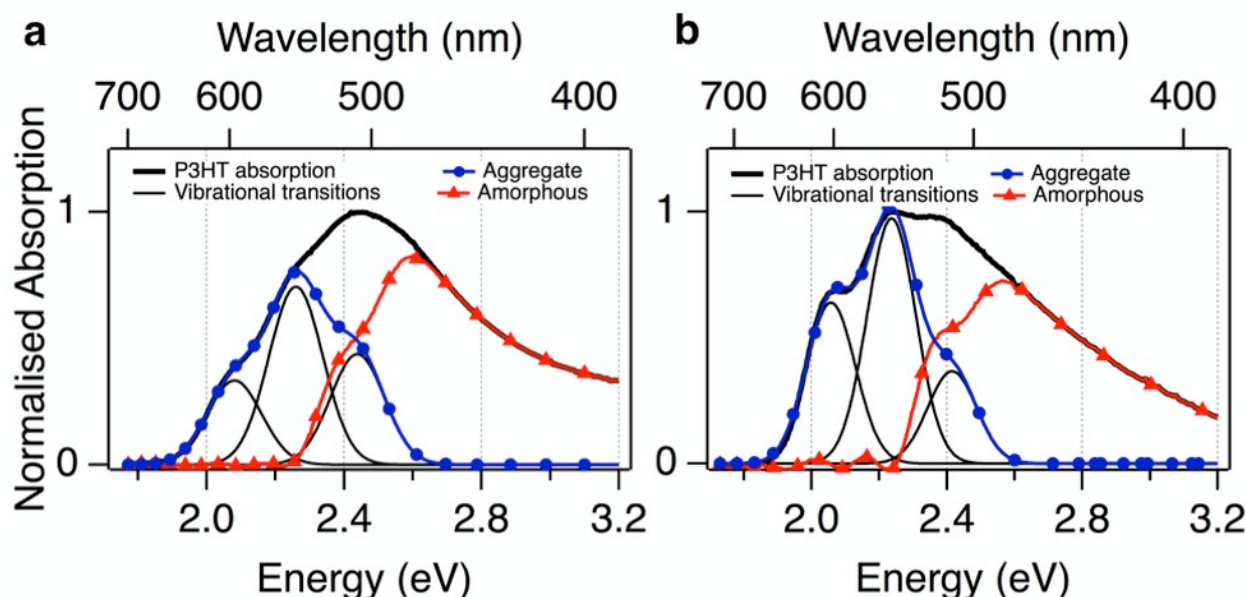 a
Wavelength (nm)
700 600 500 400
Normalised Absorption
1
0
P3HT absorption
Vibrational transitions
Aggregate
Amorphous
2.0 2.4 2.8 3.2
Energy (eV)
b
Wavelength (nm)
700 600 500 400
1
0
P3HT absorption
Vibrational transitions
Aggregate
Amorphous
2.0 2.4 2.8 3.2
Energy (eV)